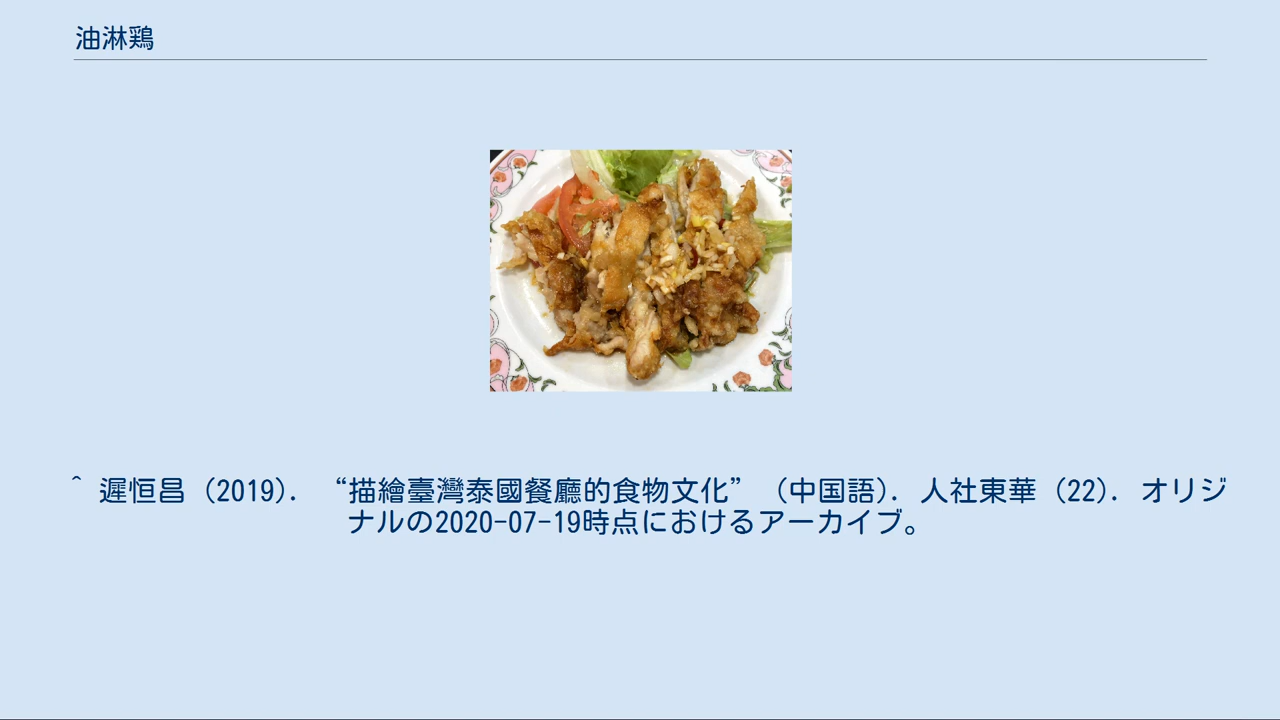 油淋鶏
^ 遲恒昌 (2019). “描繪臺灣泰國餐廳的食物文化” (中国語). 人社東華 (22). オリジ
ナルの2020-07-19時点におけるアーカイブ。